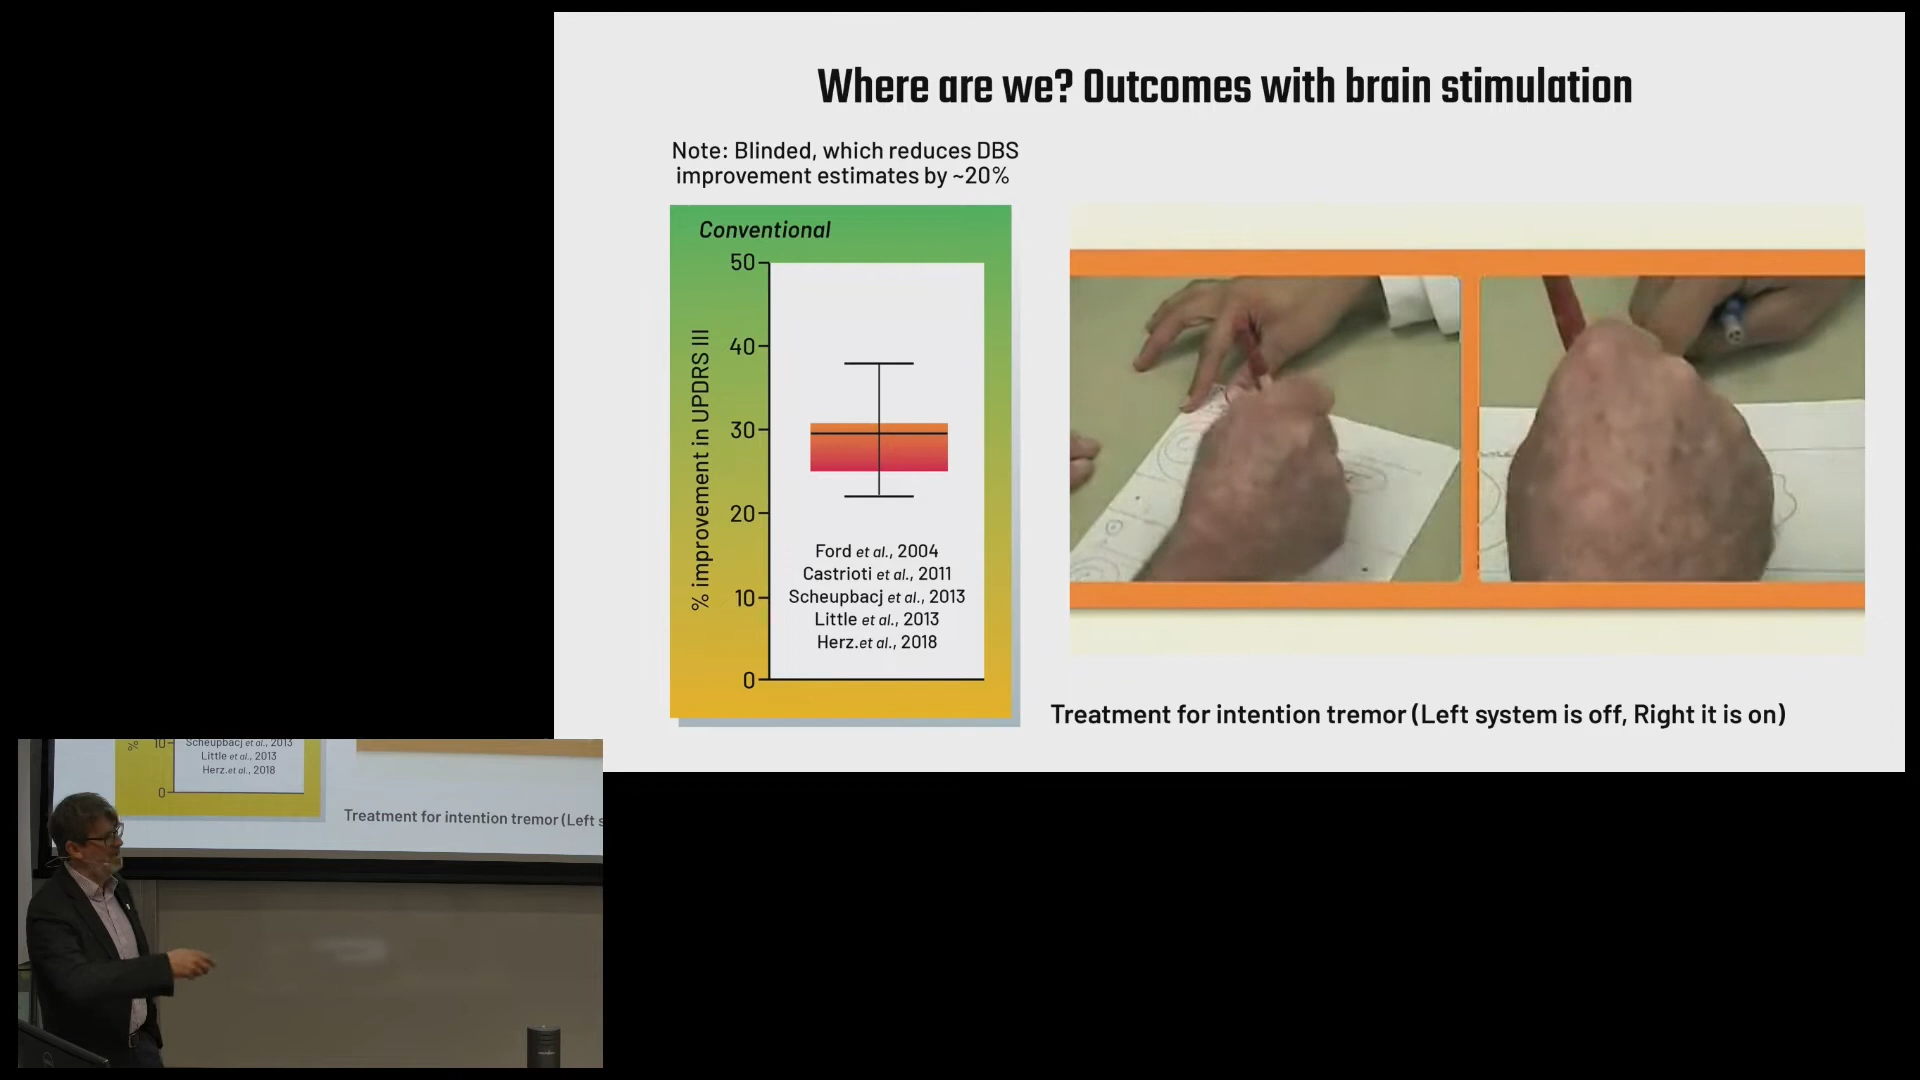 Where are we? Outcomes with brain stimulation
Note: Blinded, which reduces DBS
improvement estimates by ~20%
Conventional
50
40
30
20
10
0
% improvement in UPDRS III
Ford et al., 2004
Castrioti et al., 2011
Scheupbacj et al., 2013
Little et al., 2013
Herz.et al., 2018
Treatment for intention tremor (Left system is off, Right it is on)
%
10
Scheupbacj et al., 2013
Little et al., 2013
Herz.et al., 2018
0
Treatment for intention tremor (Left s